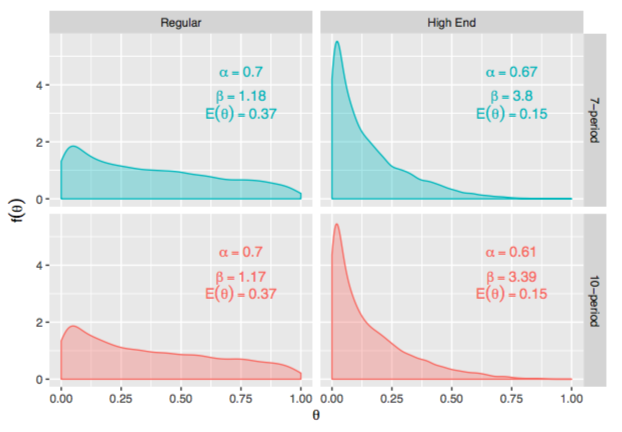 Regular
High End
α = 0.7
β = 1.18
E(θ) = 0.37
α = 0.67
β = 3.8
E(θ) = 0.15
7-period
4
2
0
f(θ)
α = 0.7
β = 1.17
E(θ) = 0.37
α = 0.61
β = 3.39
E(θ) = 0.15
10-period
4
2
0
0.00 0.25 0.50 0.75 1.00 0.00 0.25 0.50 0.75 1.00
θ